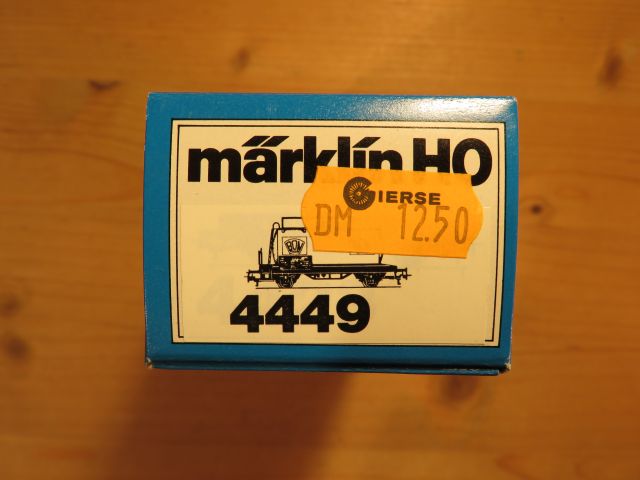 märklin HO
GIERSE
DM 12.50
4449